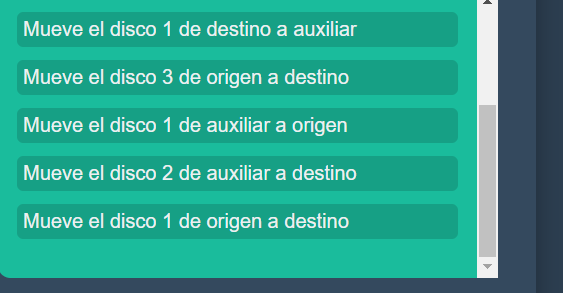 Mueve el disco 1 de destino a auxiliar
Mueve el disco 3 de origen a destino
Mueve el disco 1 de auxiliar a origen
Mueve el disco 2 de auxiliar a destino
Mueve el disco 1 de origen a destino